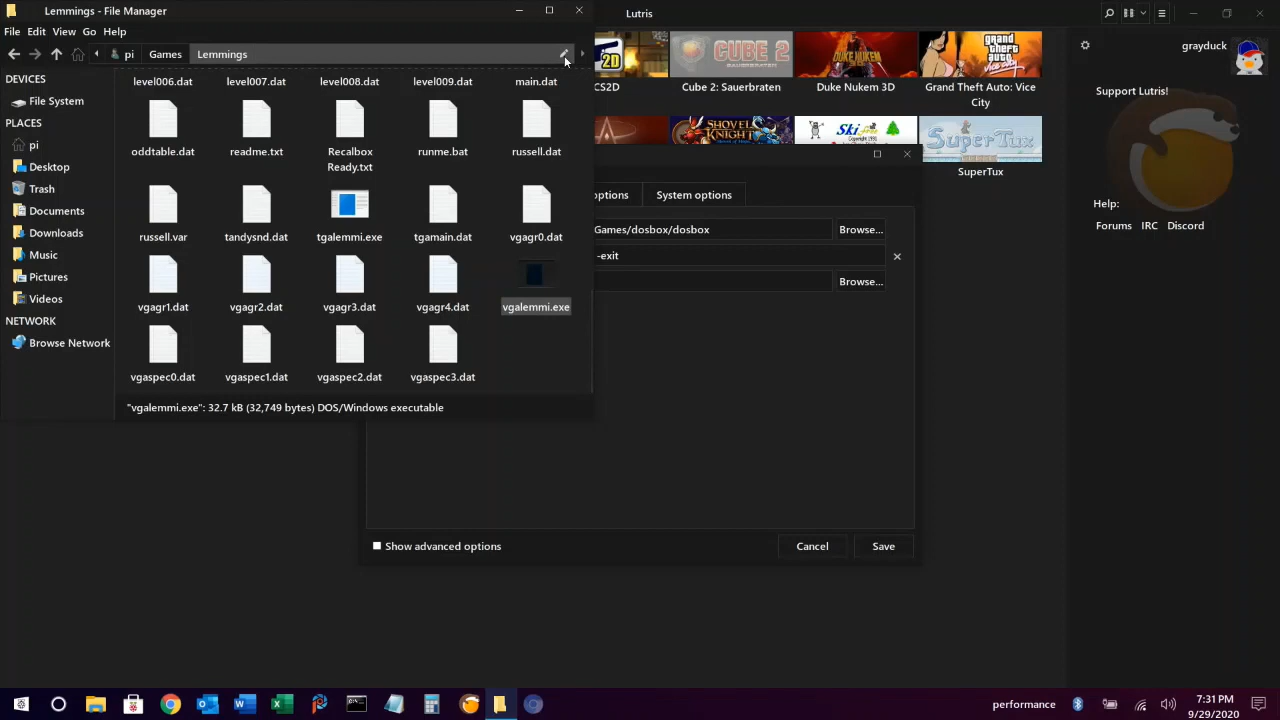 Lemmings - File Manager
File Edit View Go Help
pi Games Lemmings
DEVICES
File System
PLACES
pi
Desktop
Trash
Documents
Downloads
Music
Pictures
Videos
NETWORK
Browse Network
level006.dat level007.dat level008.dat level009.dat main.dat
oddtable.dat readme.txt Recalbox Ready.txt runme.bat russell.dat
russell.var tandysnd.dat tgalemmi.exe tgamain.dat vgagr0.dat
vgagr1.dat vgagr2.dat vgagr3.dat vgagr4.dat vgalemmi.exe
vgaspec0.dat vgaspec1.dat vgaspec2.dat vgaspec3.dat
"vgalemmi.exe": 32.7 kB (32,749 bytes) DOS/Windows executable
Lutris
CS2D Cube 2: Sauerbraten Duke Nukem 3D Grand Theft Auto: Vice City
SuperTux
options System options
Games/dosbox/dosbox Browse...
-exit
Browse...
Show advanced options Cancel Save
grayduck
Support Lutris!
Help:
Forums IRC Discord
performance
7:31 PM
9/29/2020